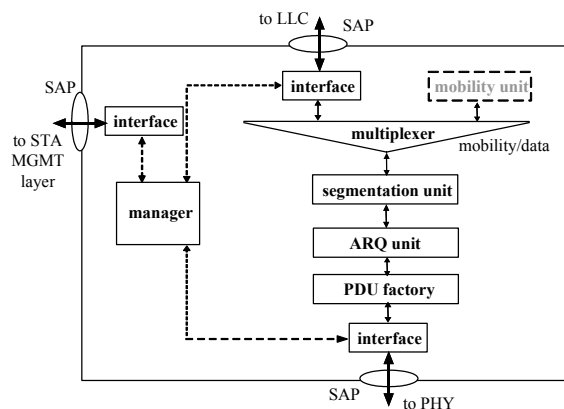 to LLC
SAP
SAP
interface
mobility unit
interface
multiplexer
mobility/data
to STA
MGMT
layer
segmentation unit
manager
ARQ unit
PDU factory
interface
SAP
to PHY